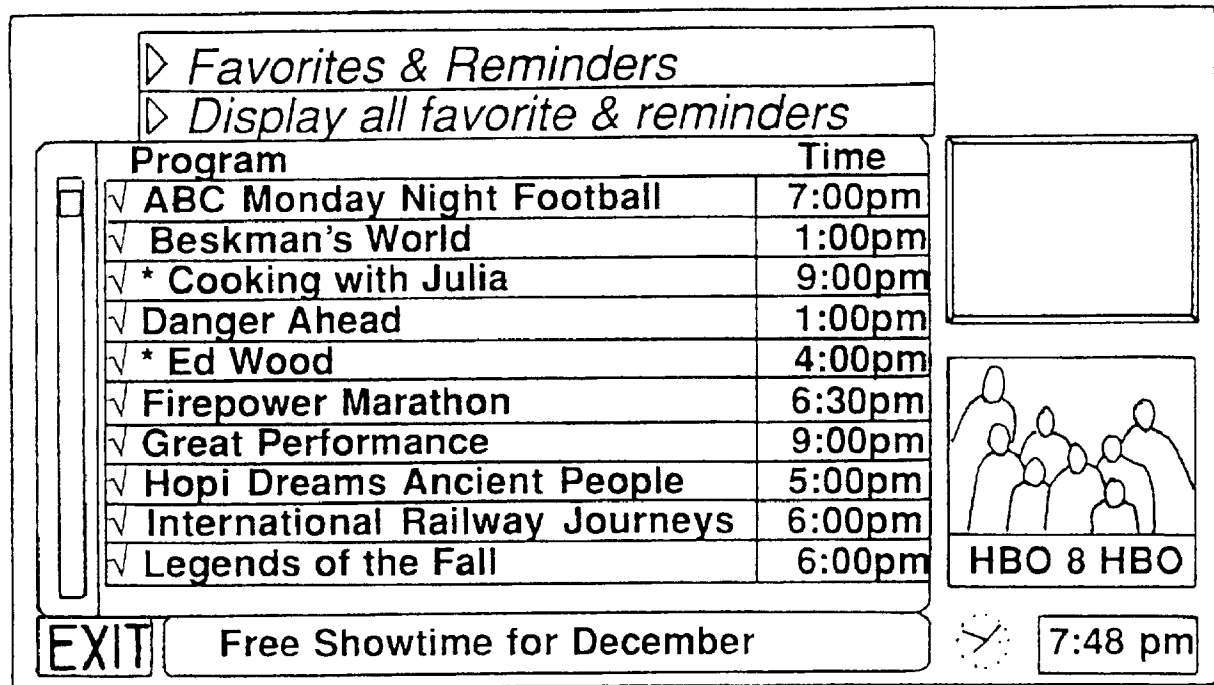 ▷ Favorites & Reminders
▷ Display all favorite & reminders
Program Time
√ ABC Monday Night Football 7:00pm
√ Beskman's World 1:00pm
√ * Cooking with Julia 9:00pm
√ Danger Ahead 1:00pm
√ * Ed Wood 4:00pm
√ Firepower Marathon 6:30pm
√ Great Performance 9:00pm
√ Hopi Dreams Ancient People 5:00pm
√ International Railway Journeys 6:00pm
√ Legends of the Fall 6:00pm
HBO 8 HBO
EXIT Free Showtime for December 7:48 pm